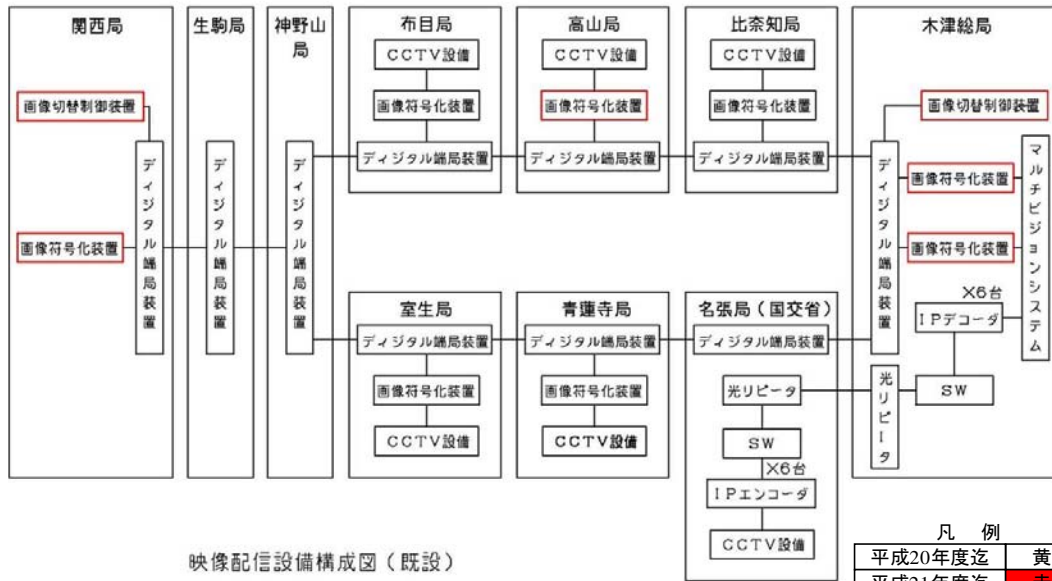 関西局
画像切替制御装置
ディジタル端局装置
画像符号化装置
生駒局
ディジタル端局装置
神野山
局
ディジタル端局装置
布目局
CCTV設備
画像符号化装置
ディジタル端局装置
高山局
CCTV設備
画像符号化装置
ディジタル端局装置
比奈知局
CCTV設備
画像符号化装置
ディジタル端局装置
室生局
ディジタル端局装置
画像符号化装置
CCTV設備
青蓮寺局
ディジタル端局装置
画像符号化装置
CCTV設備
名張局(国交省)
ディジタル端局装置
光リピータ
SW
×6台
IPエンコーダ
CCTV設備
木津総局
画像切替制御装置
ディジタル端局装置
画像符号化装置
画像符号化装置
マルチビジョンシステム
×6台
IPデコーダ
SW
光リピータ
映像配信設備構成図(既設)
凡 例
平成20年度迄 黄